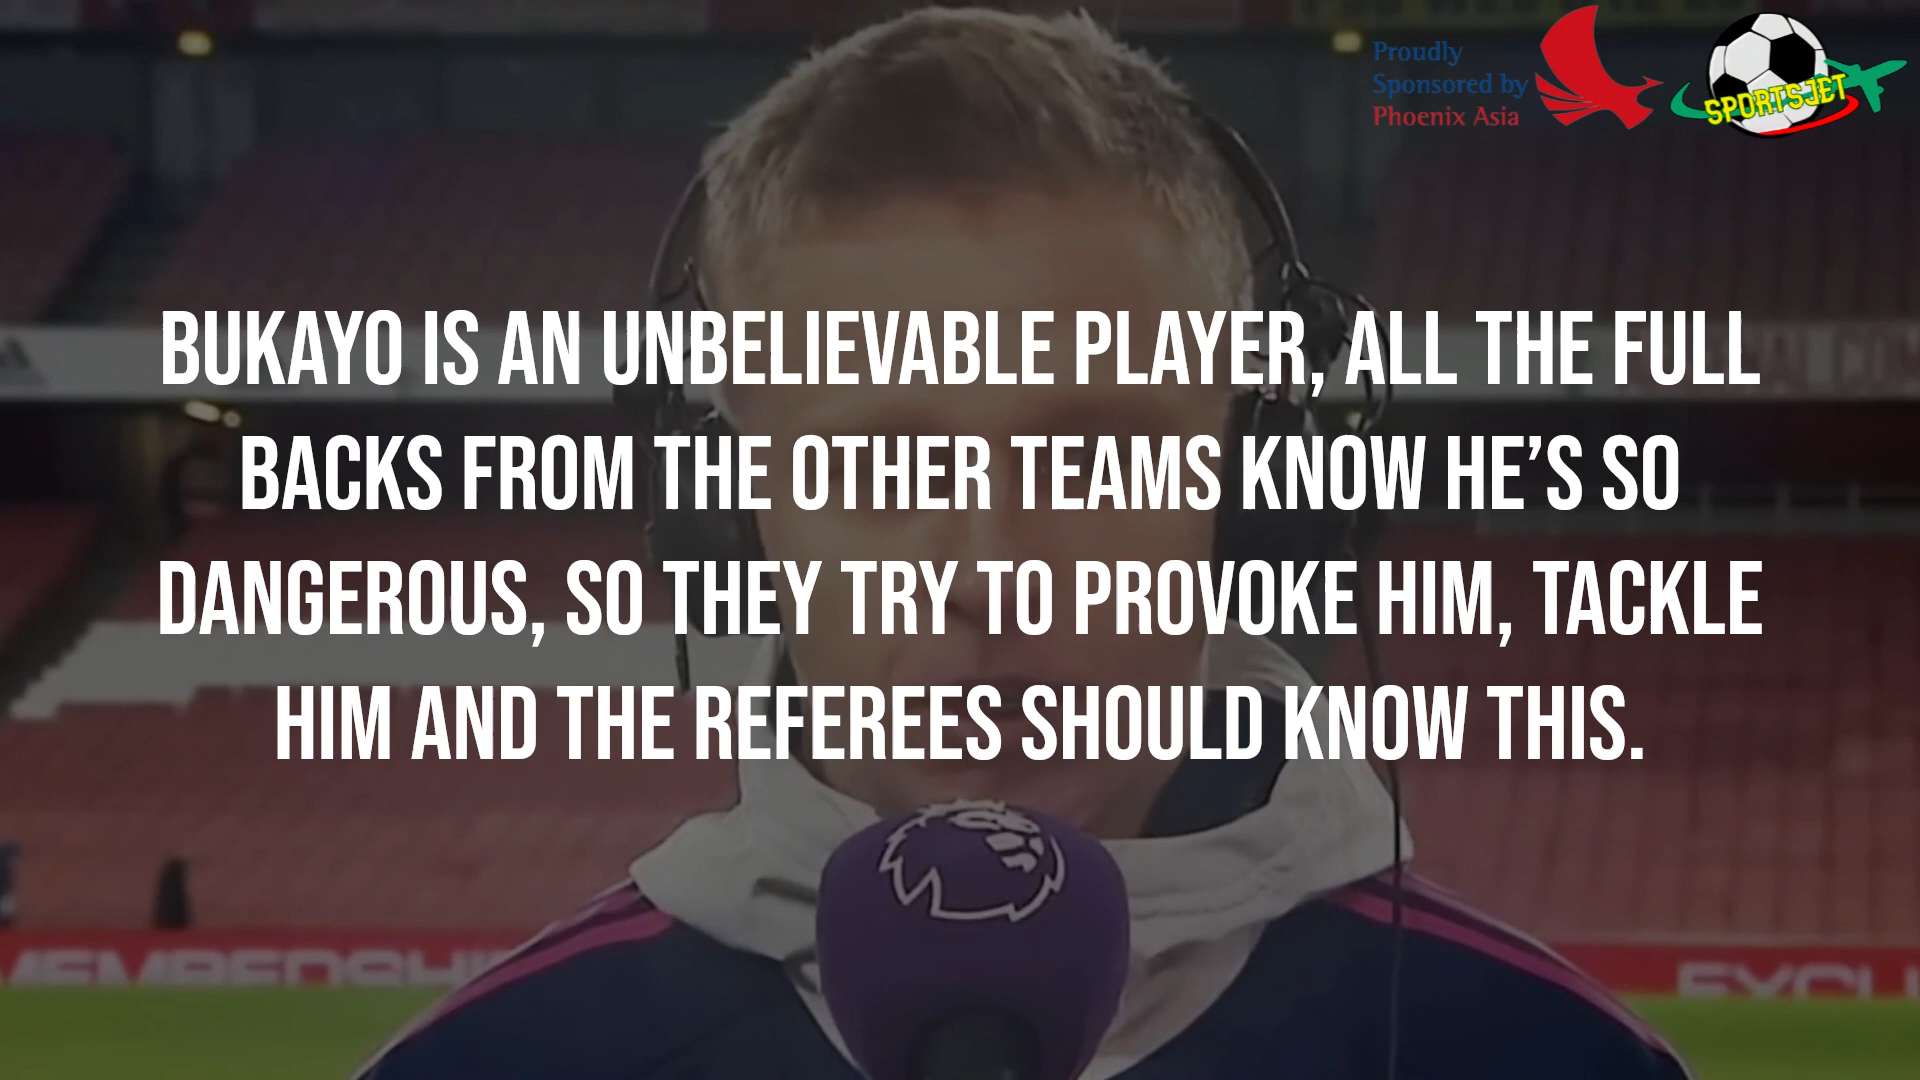 Proudly
Sponsored by
Phoenix Asia
SPORTSJET
BUKAYO IS AN UNBELIEVABLE PLAYER, ALL THE FULL
BACKS FROM THE OTHER TEAMS KNOW HE’S SO
DANGEROUS, SO THEY TRY TO PROVOKE HIM, TACKLE
HIM AND THE REFEREES SHOULD KNOW THIS.